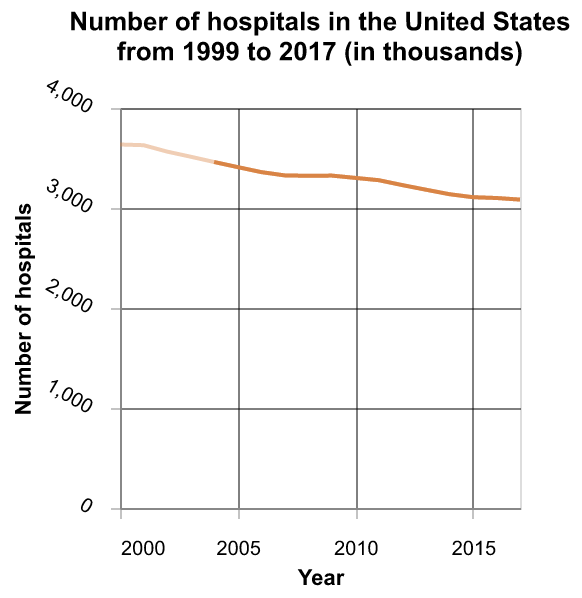 Number of hospitals in the United States
from 1999 to 2017 (in thousands)
4,000
3,000
2,000
1,000
0
Number of hospitals
2000 2005 2010 2015
Year